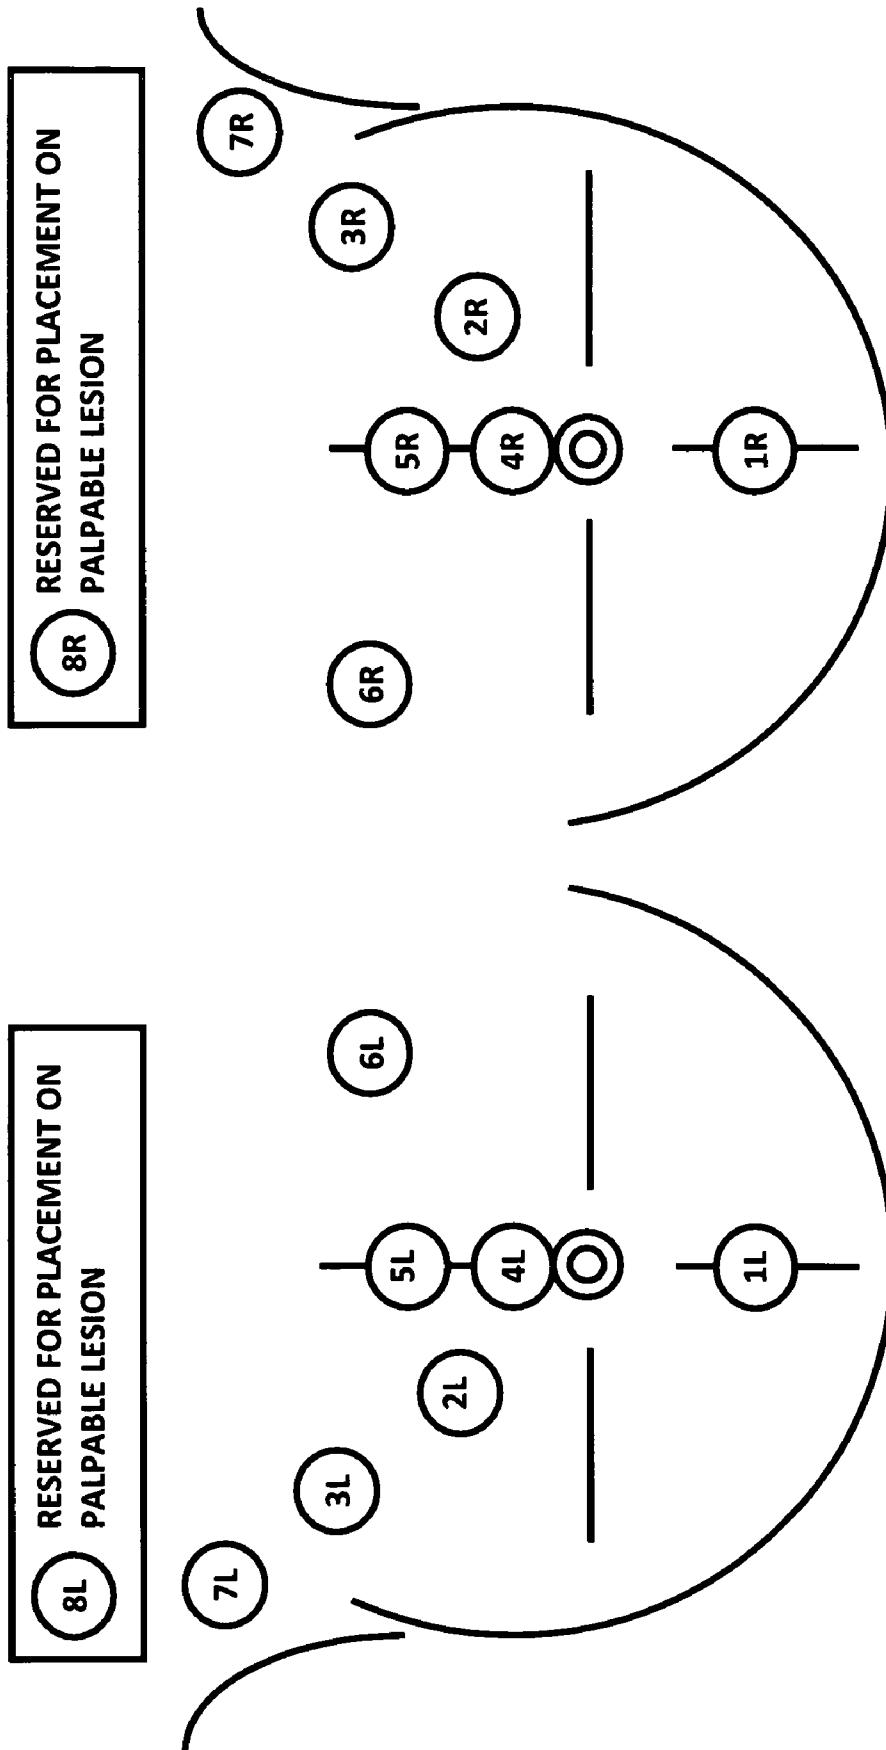 8L RESERVED FOR PLACEMENT ON
PALPABLE LESION
8R RESERVED FOR PLACEMENT ON
PALPABLE LESION
7L
3L
6L
5L
2L
4L
1L
7R
3R
6R
5R
2R
4R
1R